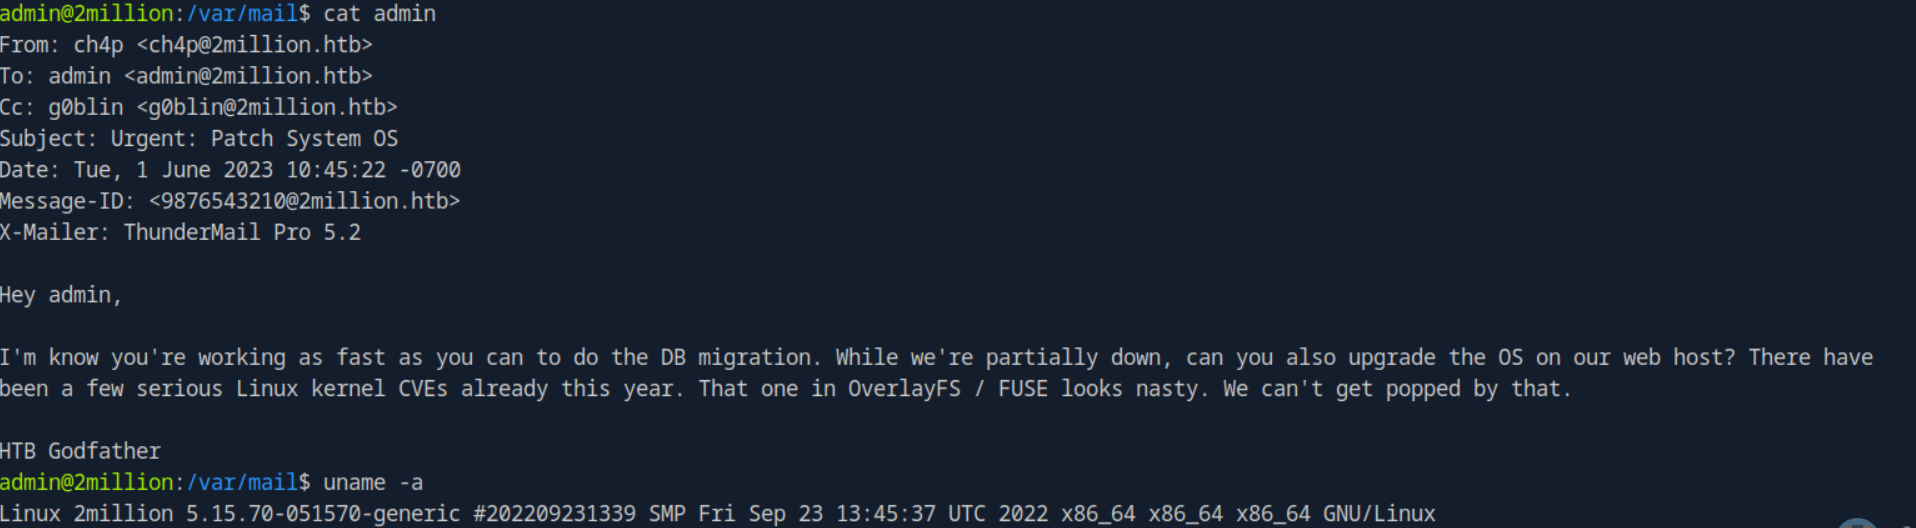 admin@2million:/var/mail$ cat admin
From: ch4p <ch4p@2million.htb>
To: admin <admin@2million.htb>
Cc: g0blin <g0blin@2million.htb>
Subject: Urgent: Patch System OS
Date: Tue, 1 June 2023 10:45:22 -0700
Message-ID: <9876543210@2million.htb>
X-Mailer: ThunderMail Pro 5.2
Hey admin,
I'm know you're working as fast as you can to do the DB migration. While we're partially down, can you also upgrade the OS on our web host? There have
been a few serious Linux kernel CVEs already this year. That one in OverlayFS / FUSE looks nasty. We can't get popped by that.
HTB Godfather
admin@2million:/var/mail$ uname -a
Linux 2million 5.15.70-051570-generic #202209231339 SMP Fri Sep 23 13:45:37 UTC 2022 x86_64 x86_64 x86_64 GNU/Linux